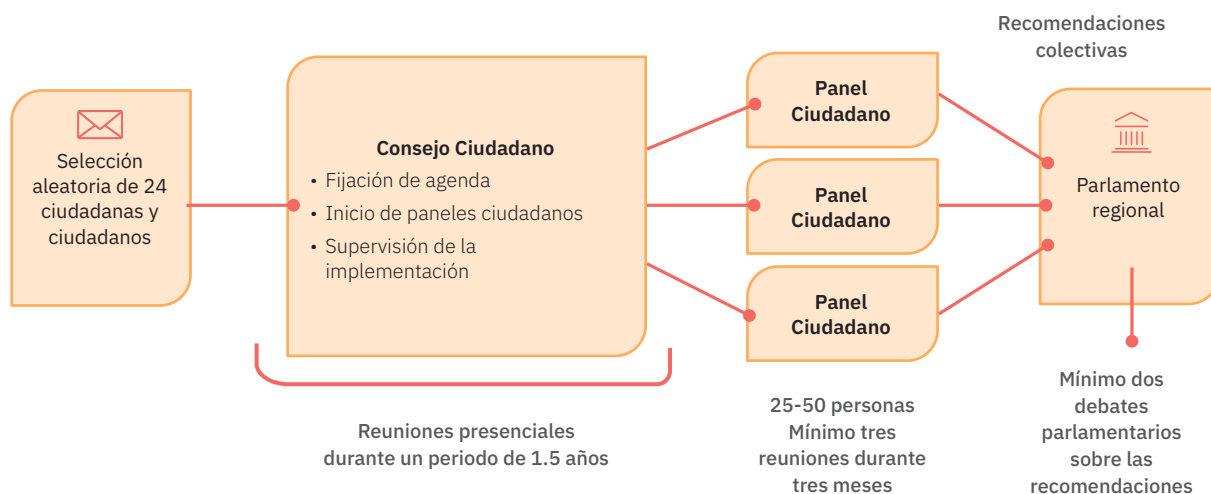 Selección
aleatoria de 24
ciudadanas y
ciudadanos
Consejo Ciudadano
• Fijación de agenda
• Inicio de paneles ciudadanos
• Supervisión de la
implementación
Reuniones presenciales
durante un periodo de 1.5 años
Panel
Ciudadano
Panel
Ciudadano
Panel
Ciudadano
25-50 personas
Mínimo tres
reuniones durante
tres meses
Recomendaciones
colectivas
Parlamento
regional
Mínimo dos
debates
parlamentarios
sobre las
recomendaciones